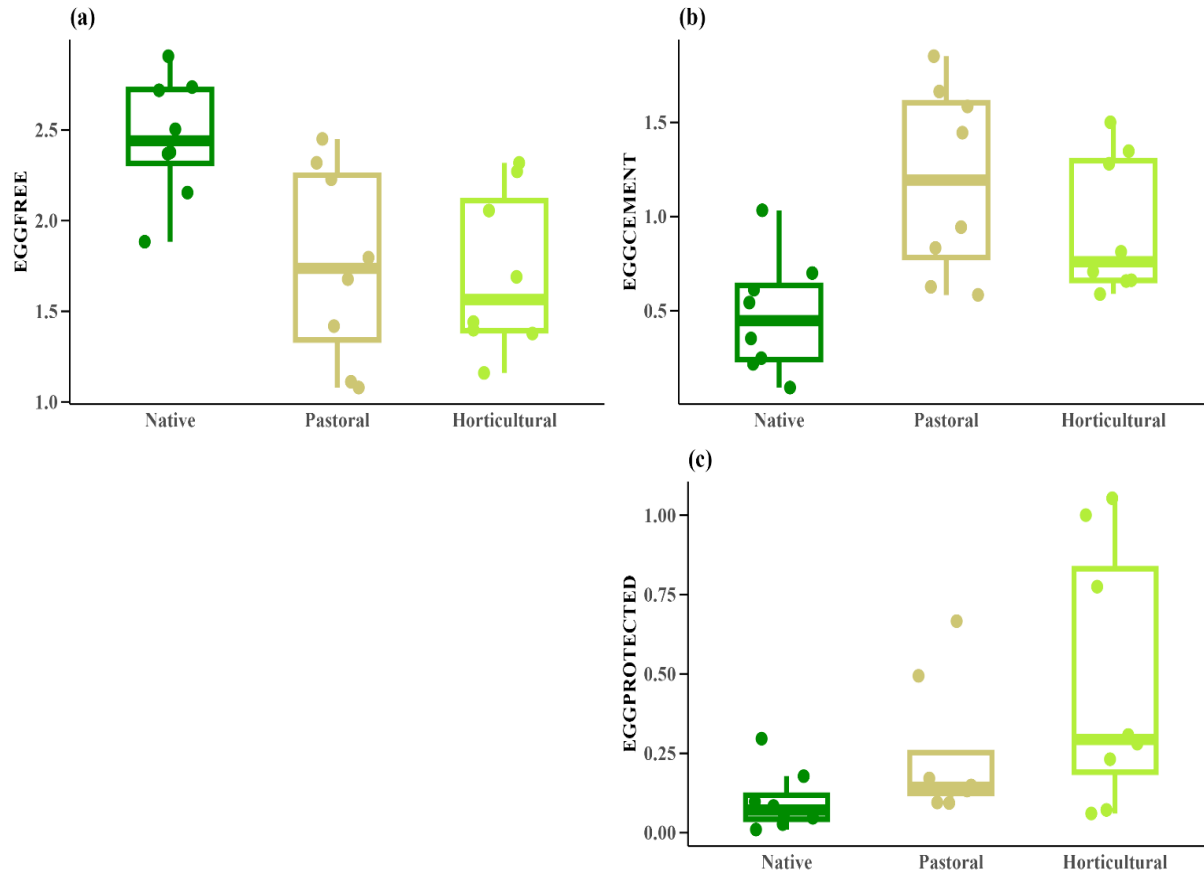 (a)
EGGFREE
2.5
2.0
1.5
1.0
Native Pastoral Horticultural
(b)
EGGCEMENT
1.5
1.0
0.5
Native Pastoral Horticultural
(c)
EGGPROTECTED
1.00
0.75
0.50
0.25
0.00
Native Pastoral Horticultural